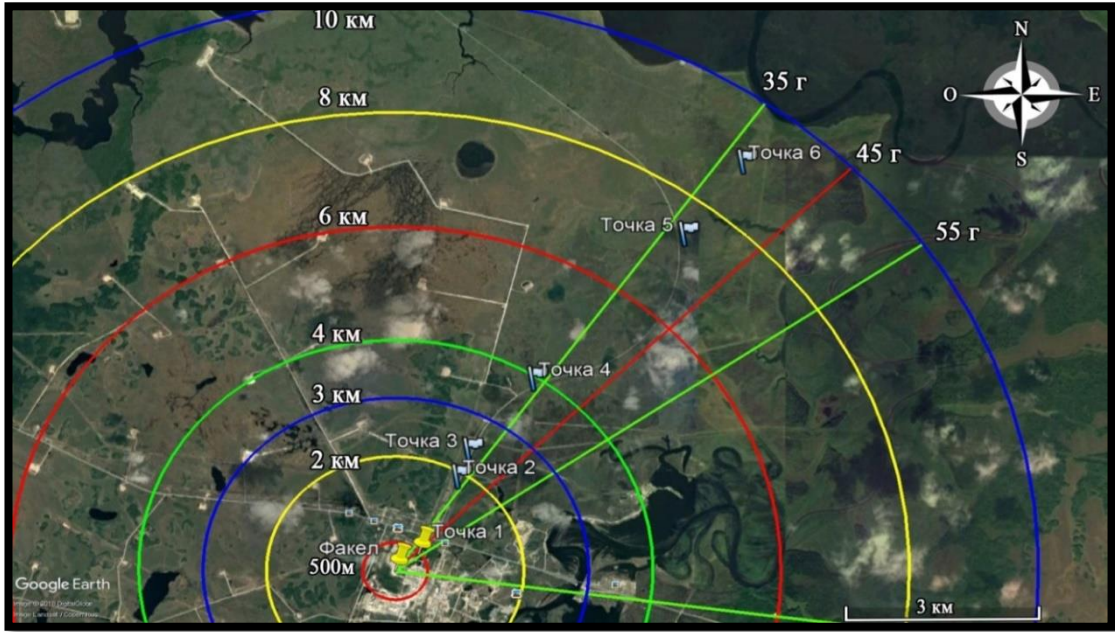 10 км
N
O
E
S
35 г
8 км
Точка 6
45 г
6 км
Точка 5
55 г
4 км
Точка 4
3 км
Точка 3
2 км
Точка 2
Точка 1
Факел
500м
Google Earth
3 км